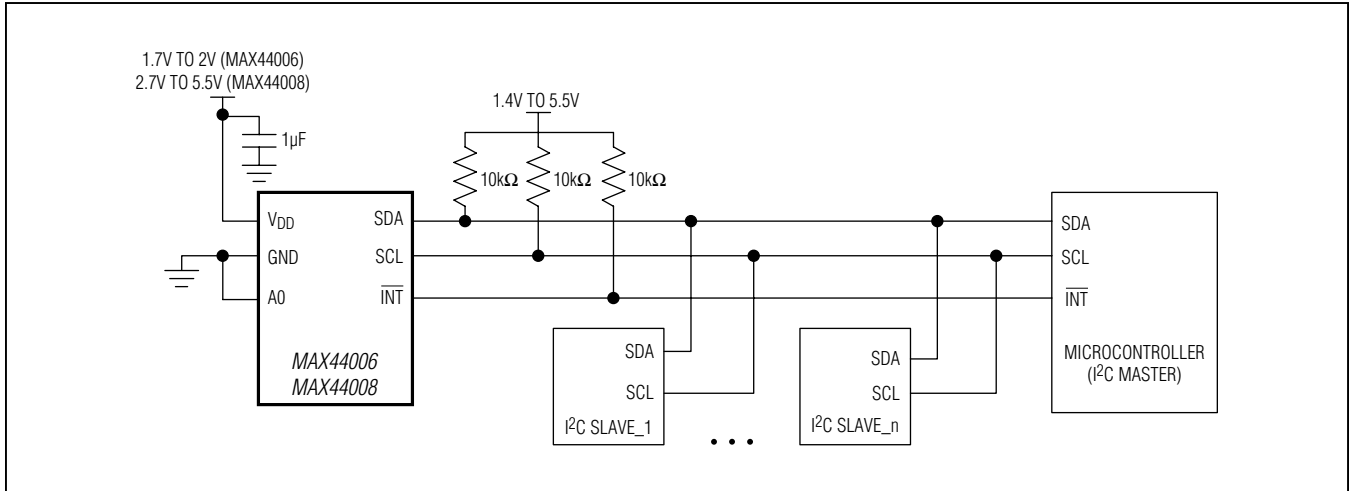 1.7V TO 2V (MAX44006)
2.7V TO 5.5V (MAX44008)
1µF
1.4V TO 5.5V
10kΩ 10kΩ 10kΩ
VDD
GND
A0
SDA
SCL
INT
MAX44006
MAX44008
SDA
SCL
I2C SLAVE_1
• • •
SDA
SCL
I2C SLAVE_n
SDA
SCL
INT
MICROCONTROLLER
(I2C MASTER)